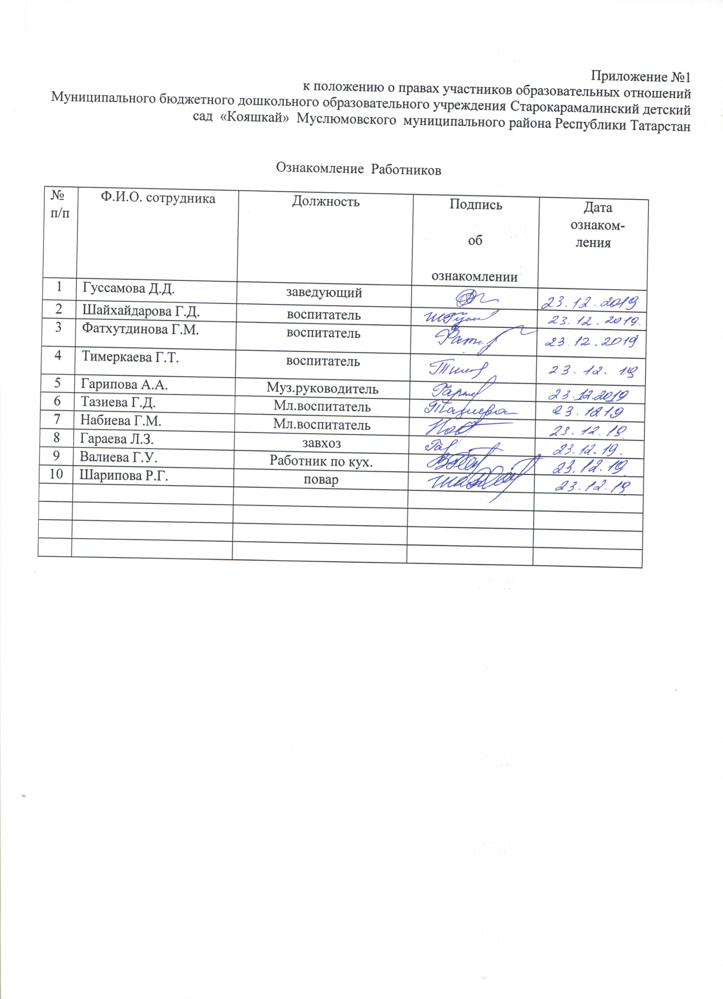 Приложение №1
к положению о правах участников образовательных отношений
Муниципального бюджетного дошкольного образовательного учреждения Старокарамалинский детский
сад «Кояшкай» Муслюмовского муниципального района Республики Татарстан
Ознакомление Работников
№ п/п Ф.И.О. сотрудника Должность Подпись об ознакомлении Дата ознаком-ления
1 Гуссамова Д.Д. заведующий 23.12.2019
2 Шайхайдарова Г.Д. воспитатель 23.12.2019.
3 Фатхутдинова Г.М. воспитатель 23.12.2019
4 Тимеркаева Г.Т. воспитатель 23.12.19
5 Гарипова А.А. Муз.руководитель 23.12.2019
6 Тазиева Г.Д. Мл.воспитатель Тазиева 23.1219
7 Набиева Г.М. Мл.воспитатель 23.12.19
8 Гараева Л.З. завхоз 23.12.19.
9 Валиева Г.У. Работник по кух. 23.12.19
10 Шарипова Р.Г. повар 23.12.19